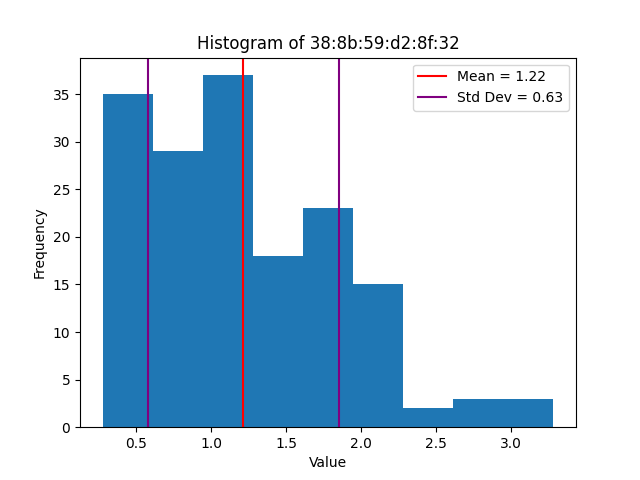 Histogram of 38:8b:59:d2:8f:32
Mean = 1.22
Std Dev = 0.63
Frequency
35
30
25
20
15
10
5
0
0.5 1.0 1.5 2.0 2.5 3.0
Value